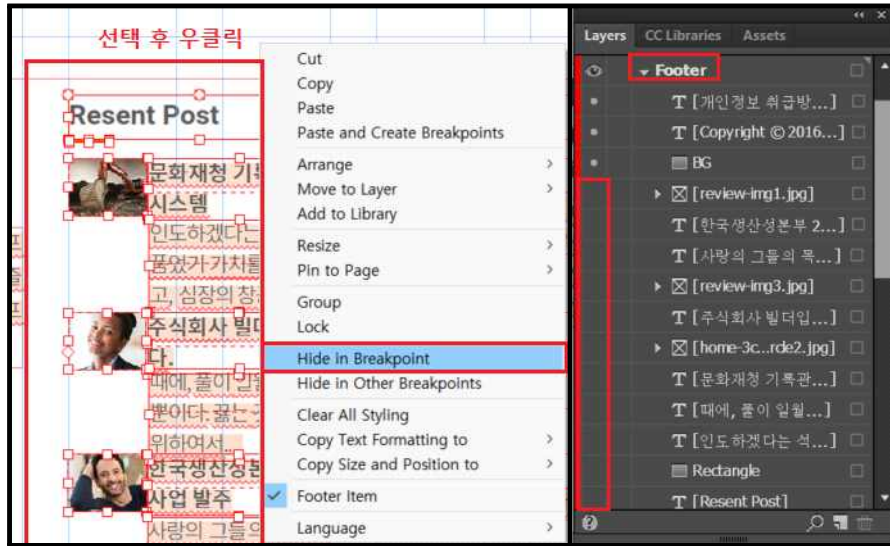 선택 후 우클릭
Resent Post
문화재청 기록
시스템
인도하겠다는
품었기 가치를
고, 심장의 창공
주식회사 빌더
다.
때에, 풀이 일월
뿐이다. 끓는
위하여서..
한국생산성본
사업 발주
사랑의 그들의
Cut
Copy
Paste
Paste and Create Breakpoints
Arrange
Move to Layer
Add to Library
Resize
Pin to Page
Group
Lock
Hide in Breakpoint
Hide in Other Breakpoints
Clear All Styling
Copy Text Formatting to
Copy Size and Position to
Footer Item
Language
Layers CC Libraries Assets
Footer
T [개인정보 취급방...]
T [Copyright © 2016...]
BG
[review-img1.jpg]
T [한국생산성본부 2...]
T [사랑의 그들의 목...]
[review-img3.jpg]
T [주식회사 빌더입...]
[home-3c...rde2.jpg]
T [문화재청 기록관...]
T [때에, 풀이 일월...]
T [인도하겠다는 석...]
Rectangle
T [Resent Post]